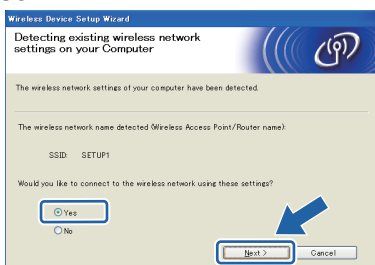 Wireless Device Setup Wizard
Detecting existing wireless network
settings on your Computer
The wireless network settings of your computer have been detected.
The wireless network name detected (Wireless Access Point/Router name):
SSID: SETUP1
Would you like to connect to the wireless network using these settings?
Yes
No
Next > Cancel